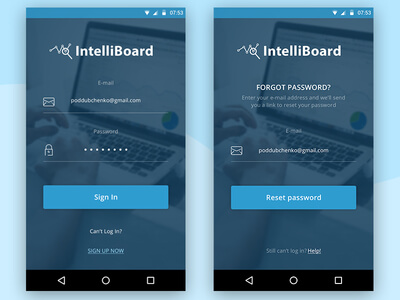 07:53
IntelliBoard
E-mail
poddubchenko@gmail.com
Password
Sign In
Can't Log In?
SIGN UP NOW
07:53
IntelliBoard
FORGOT PASSWORD?
Enter your e-mail address and we'll send
you a link to reset your password
E-mail
poddubchenko@gmail.com
Reset password
Still can't log in? Help!